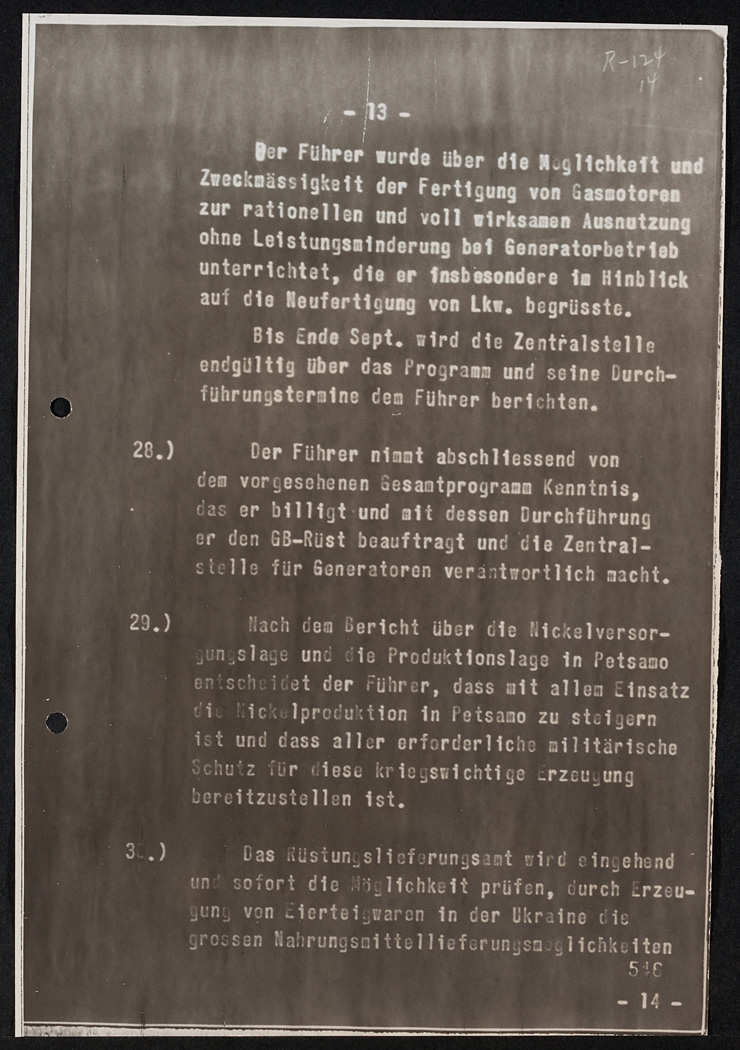 R-124
14
- 13 -
Der Führer wurde über die Möglichkeit und
Zweckmässigkeit der Fertigung von Gasmotoren
zur rationellen und voll wirksamen Ausnutzung
ohne Leistungsminderung bei Generatorbetrieb
unterrichtet, die er insbesondere im Hinblick
auf die Neufertigung von Lkw. begrüsste.
Bis Ende Sept. wird die Zentralstelle
endgültig über das Programm und seine Durch-
führungstermine dem Führer berichten.
28.) Der Führer nimmt abschliessend von
dem vorgesehenen Gesamtprogramm Kenntnis,
das er billigt und mit dessen Durchführung
er den GB-Rüst beauftragt und die Zentral-
stelle für Generatoren verantwortlich macht.
29.) Nach dem Bericht über die Nickelversor-
gungslage und die Produktionslage in Petsamo
entscheidet der Führer, dass mit allem Einsatz
die Nickelproduktion in Petsamo zu steigern
ist und dass aller erforderliche militärische
Schutz für diese kriegswichtige Erzeugung
bereitzustellen ist.
30.) Das Rüstungslieferungsamt wird eingehend
und sofort die Möglichkeit prüfen, durch Erzeu-
gung von Eierteigwaren in der Ukraine die
grossen Nahrungsmittellieferungsmöglichkeiten
546
- 14 -